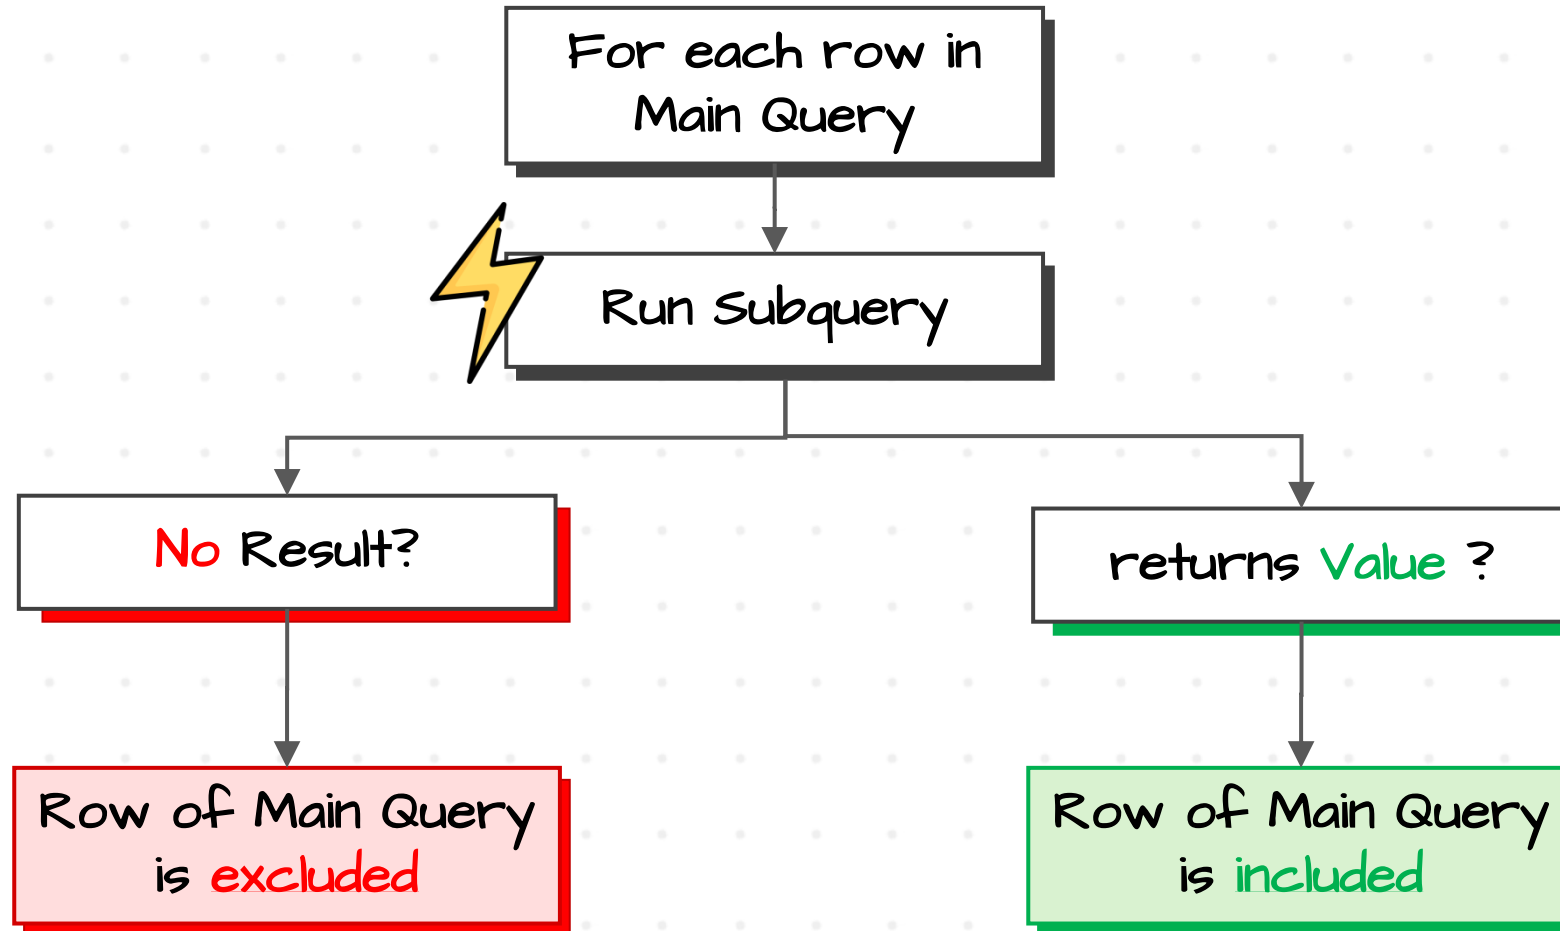 For each row in
Main Query
Run Subquery
No Result?
returns Value ?
Row of Main Query
is excluded
Row of Main Query
is included